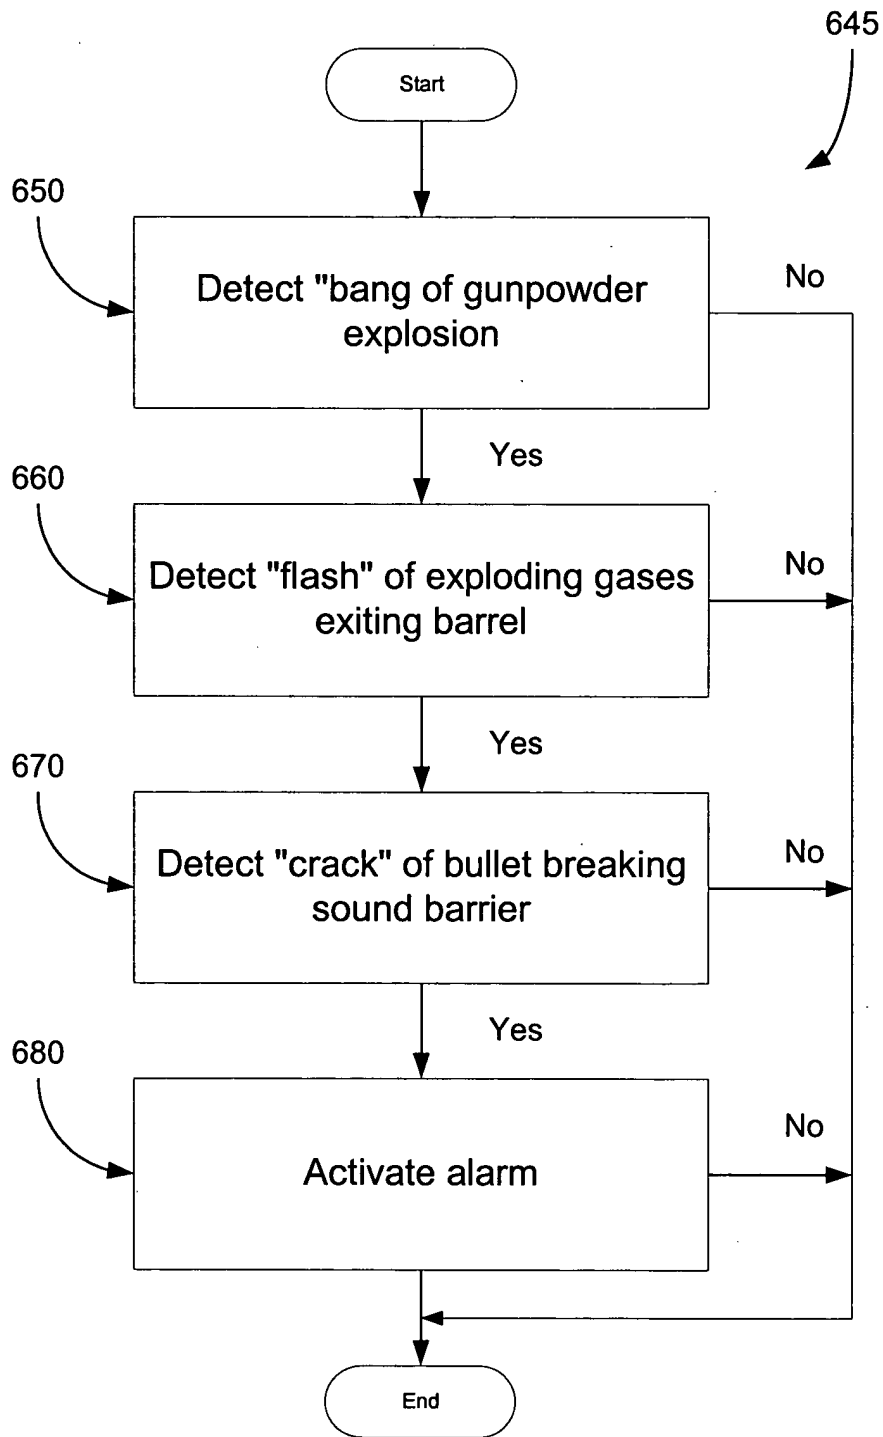 645
Start
650
Detect "bang of gunpowder
explosion
No
Yes
660
Detect "flash" of exploding gases
exiting barrel
No
Yes
670
Detect "crack" of bullet breaking
sound barrier
No
Yes
680
Activate alarm
No
End